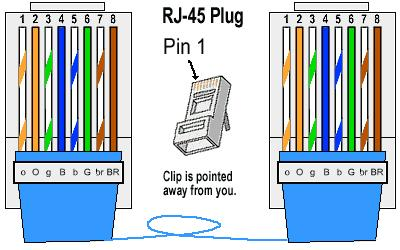 1 2 3 4 5 6 7 8
RJ-45 Plug
Pin 1
Clip is pointed
away from you.
o O g B b G br BR
1 2 3 4 5 6 7 8
o O g B b G br BR